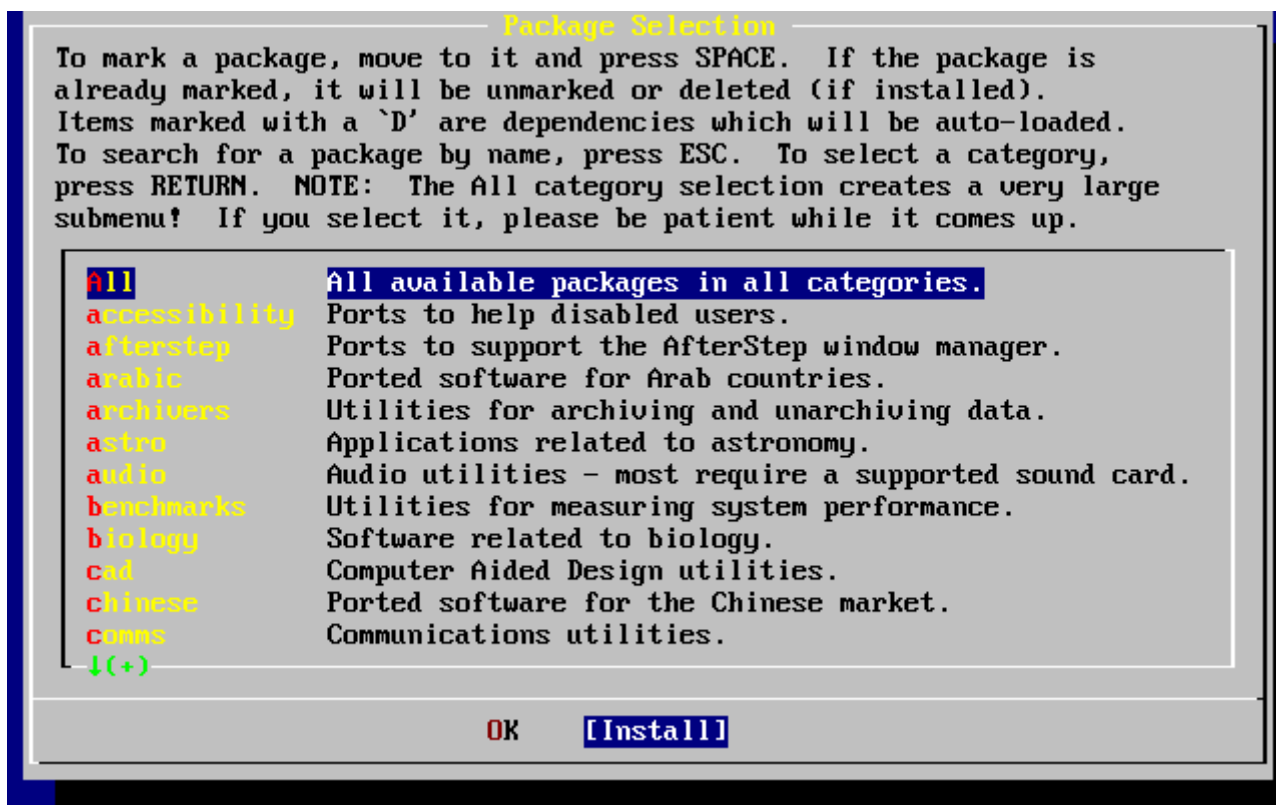 Package Selection
To mark a package, move to it and press SPACE.  If the package is
already marked, it will be unmarked or deleted (if installed).
Items marked with a `D' are dependencies which will be auto-loaded.
To search for a package by name, press ESC.  To select a category,
press RETURN.  NOTE:  The All category selection creates a very large
submenu!  If you select it, please be patient while it comes up.
All All available packages in all categories.
accessibility Ports to help disabled users.
afterstep Ports to support the AfterStep window manager.
arabic Ported software for Arab countries.
archivers Utilities for archiving and unarchiving data.
astro Applications related to astronomy.
audio Audio utilities - most require a supported sound card.
benchmarks Utilities for measuring system performance.
biology Software related to biology.
cad Computer Aided Design utilities.
chinese Ported software for the Chinese market.
comms Communications utilities.
↓(+)
OK [Install]